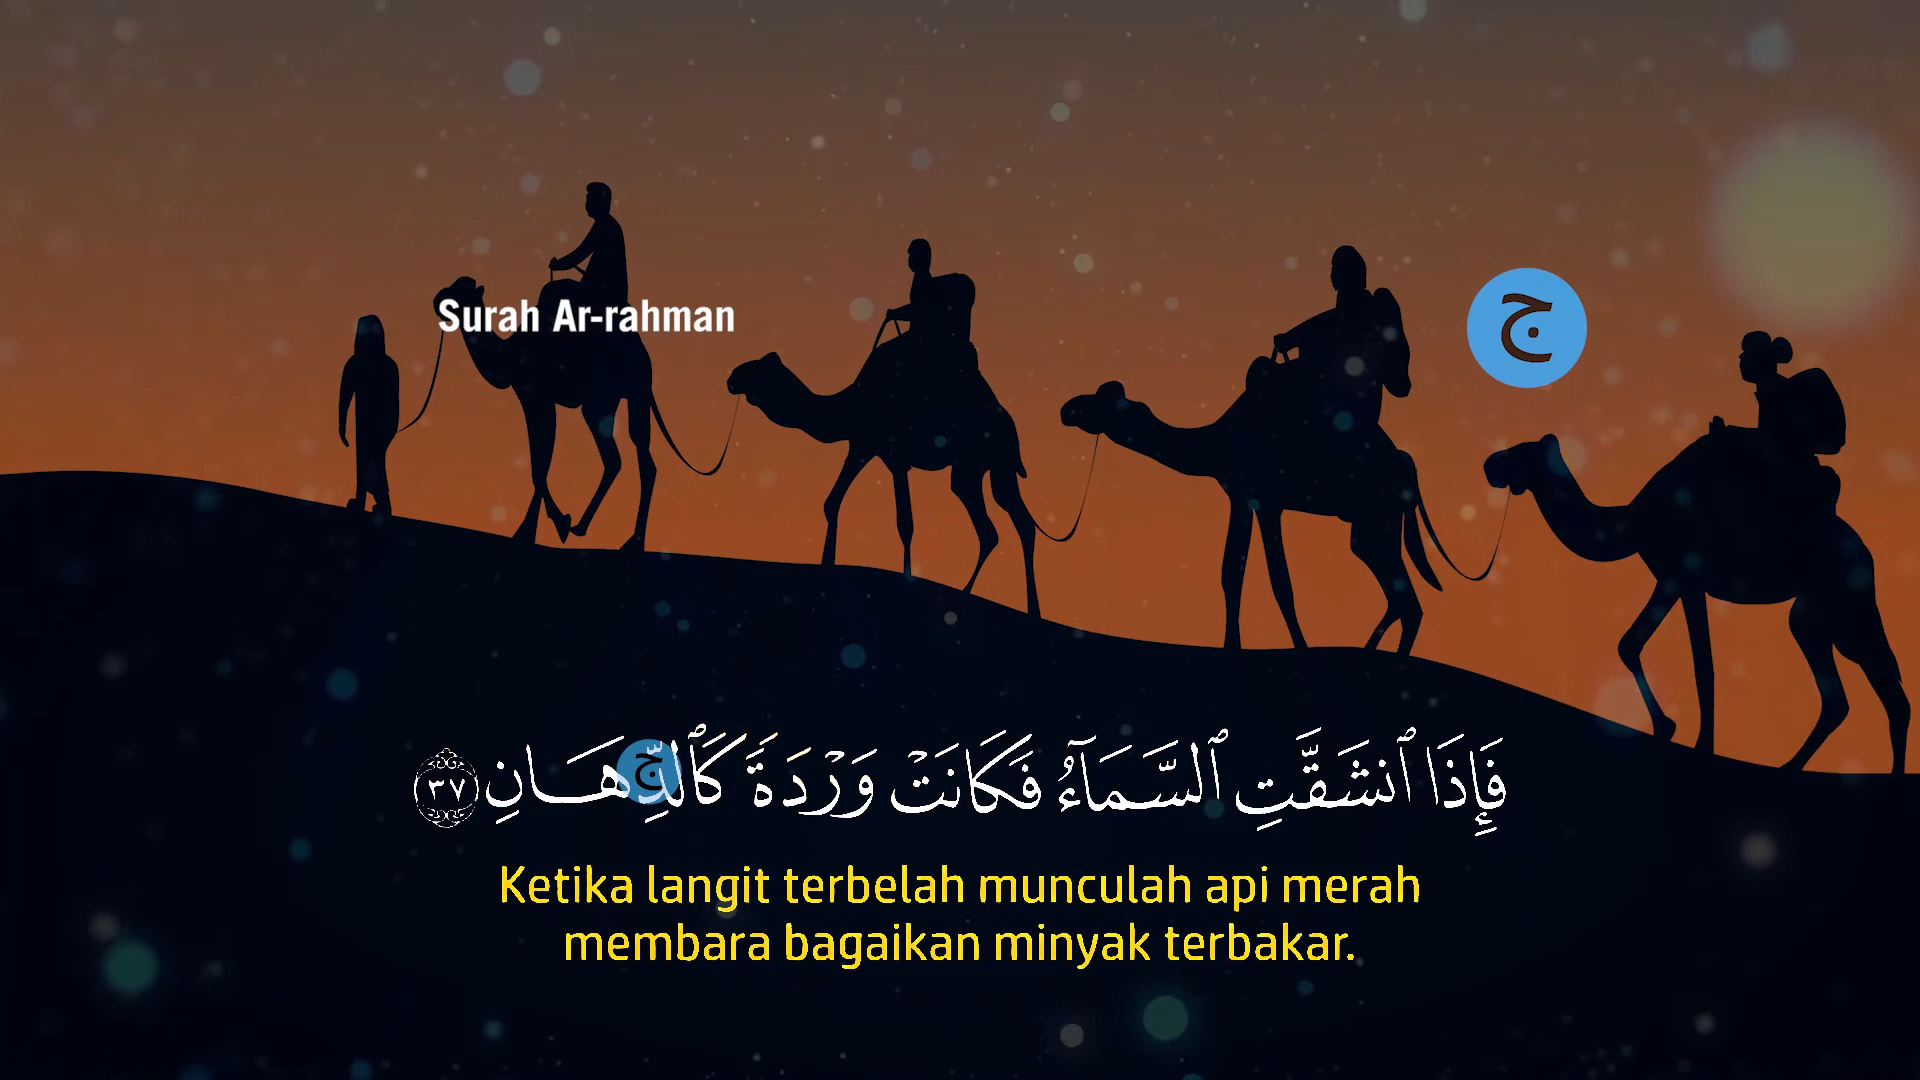 Surah Ar-rahman
ج
فَإِذَا ٱنشَقَّتِ ٱلسَّمَآءُ فَكَانَتۡ وَرۡدَةٗ كَٱلدِّهَانِ ٣٧
ج
Ketika langit terbelah munculah api merah
membara bagaikan minyak terbakar.